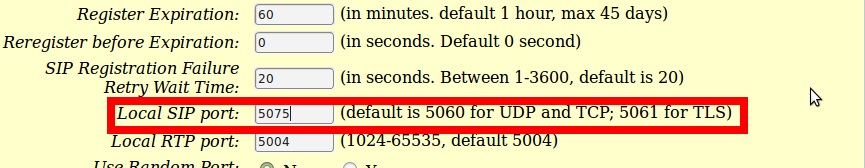 Register Expiration: 60 (in minutes. default 1 hour, max 45 days)
Reregister before Expiration: 0 (in seconds. Default 0 second)
SIP Registration Failure
Retry Wait Time: 20 (in seconds. Between 1-3600, default is 20)
Local SIP port: 5075 (default is 5060 for UDP and TCP; 5061 for TLS)
Local RTP port: 5004 (1024-65535, default 5004)
Use Random Port: